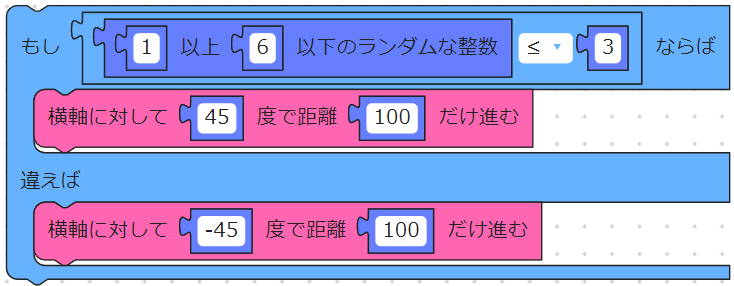 もし 1 以上 6 以下のランダムな整数 ≤ 3 ならば
横軸に対して 45 度で距離 100 だけ進む
違えば
横軸に対して -45 度で距離 100 だけ進む